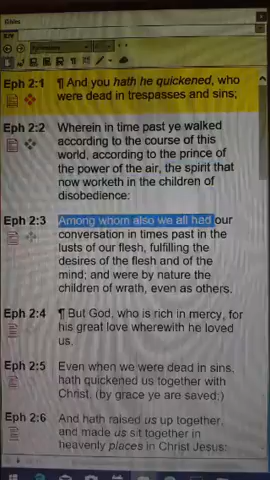 Bibles
KJV
Eph 2:1 ¶ And you hath he quickened, who
were dead in trespasses and sins;
Eph 2:2 Wherein in time past ye walked
according to the course of this
world, according to the prince of
the power of the air, the spirit that
now worketh in the children of
disobedience:
Eph 2:3 Among whom also we all had our
conversation in times past in the
lusts of our flesh, fulfilling the
desires of the flesh and of the
mind; and were by nature the
children of wrath, even as others.
Eph 2:4 ¶ But God, who is rich in mercy, for
his great love wherewith he loved
us,
Eph 2:5 Even when we were dead in sins,
hath quickened us together with
Christ, (by grace ye are saved;)
Eph 2:6 And hath raised us up together,
and made us sit together in
heavenly places in Christ Jesus: